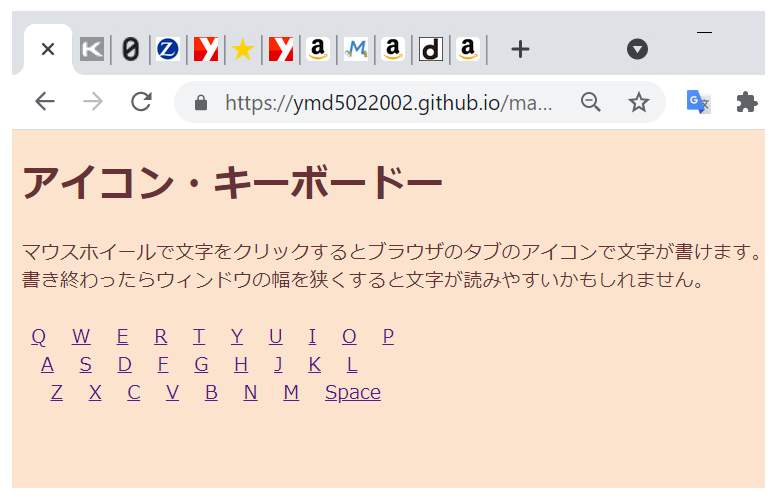 K 0 Z y y a M a d a
https://ymd5022002.github.io/ma...
アイコン・キーボードー
マウスホイールで文字をクリックするとブラウザのタブのアイコンで文字が書けます。
書き終わったらウィンドウの幅を狭くすると文字が読みやすいかもしれません。
Q W E R T Y U I O P
A S D F G H J K L
Z X C V B N M Space